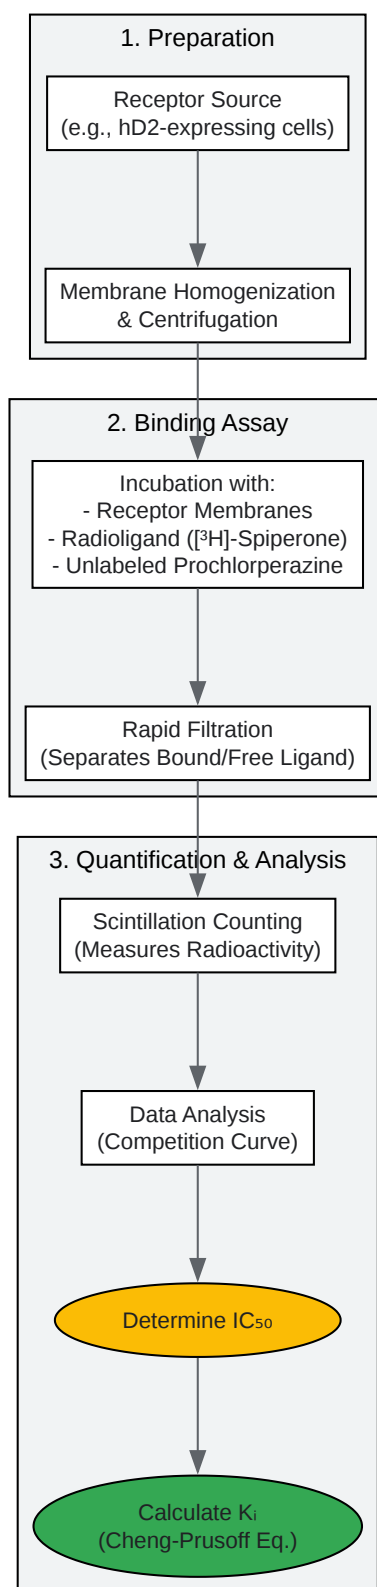 1. Preparation
Receptor Source
(e.g., hD2-expressing cells)
Membrane Homogenization
& Centrifugation
2. Binding Assay
Incubation with:
- Receptor Membranes
- Radioligand ([³H]-Spiperone)
- Unlabeled Prochlorperazine
Rapid Filtration
(Separates Bound/Free Ligand)
3. Quantification & Analysis
Scintillation Counting
(Measures Radioactivity)
Data Analysis
(Competition Curve)
Determine IC₅₀
Calculate Kᵢ
(Cheng-Prusoff Eq.)